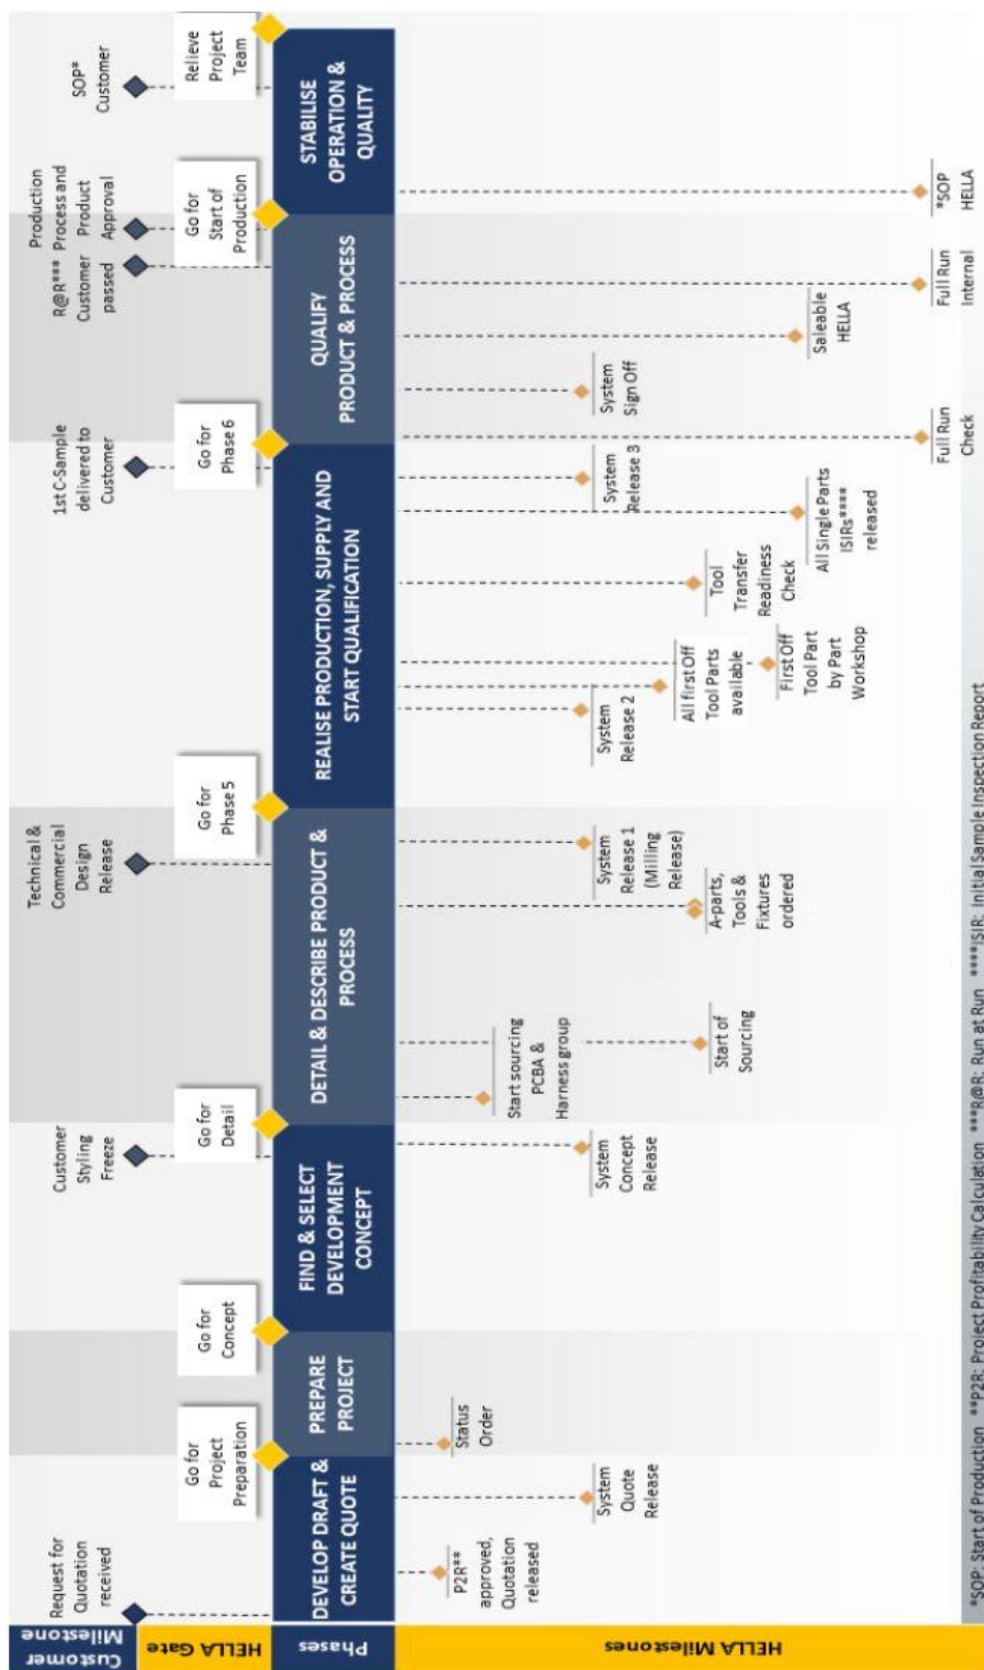 Customer
Milestone
Request for
Quotation
received
Customer
Styling
Freeze
Technical &
Commercial
Design
Release
1st C-Sample
delivered to
Customer
R@R***
Customer
passed
Production
Process and
Product
Approval
SOP*
Customer
HELLA Gate
Go for
Project
Preparation
Go for
Concept
Go for
Detail
Go for
Phase 5
Go for
Phase 6
Go for
Start of
Production
Relieve
Project
Team
Phases
DEVELOP DRAFT &
CREATE QUOTE
PREPARE
PROJECT
FIND & SELECT
DEVELOPMENT
CONCEPT
DETAIL & DESCRIBE PRODUCT &
PROCESS
REALISE PRODUCTION, SUPPLY AND
START QUALIFICATION
QUALIFY
PRODUCT & PROCESS
STABILISE
OPERATION &
QUALITY
HELLA Milestones
P2R**
approved,
Quotation
released
System
Quote
Release
Status
Order
System
Concept
Release
Start sourcing
PCBA &
Harness group
Start of
Sourcing
A-parts,
Tools &
Fixtures
ordered
System
Release 1
(Milling
Release)
System
Release 2
All first Off
Tool Parts
available
First Off
Tool Part
by Part
Workshop
Tool
Transfer
Readiness
Check
All Single Parts
ISIRs****
released
System
Release 3
Full Run
Check
System
Sign Off
Saleable
HELLA
Full Run
Internal
*SOP
HELLA
*SOP: Start of Production **P2R: Project Profitability Calculation ***R@R: Run at Run ****ISIR: Initial Sample Inspection Report